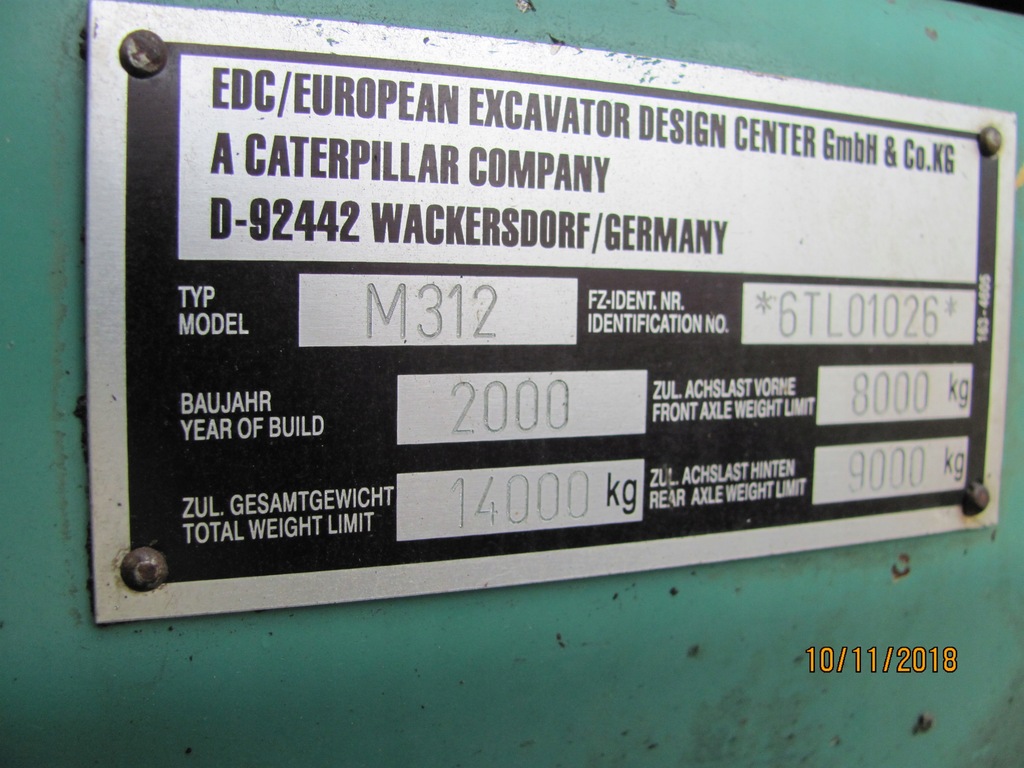 EDC/EUROPEAN EXCAVATOR DESIGN CENTER GmbH & Co.KG
A CATERPILLAR COMPANY
D-92442 WACKERSDORF/GERMANY
TYP
MODEL
M312
FZ-IDENT. NR.
IDENTIFICATION NO.
*6TL01026*
163-4695
BAUJAHR
YEAR OF BUILD
2000
ZUL. ACHSLAST VORNE
FRONT AXLE WEIGHT LIMIT
8000 kg
ZUL. GESAMTGEWICHT
TOTAL WEIGHT LIMIT
14000 kg
ZUL. ACHSLAST HINTEN
REAR AXLE WEIGHT LIMIT
9000 kg
10/11/2018